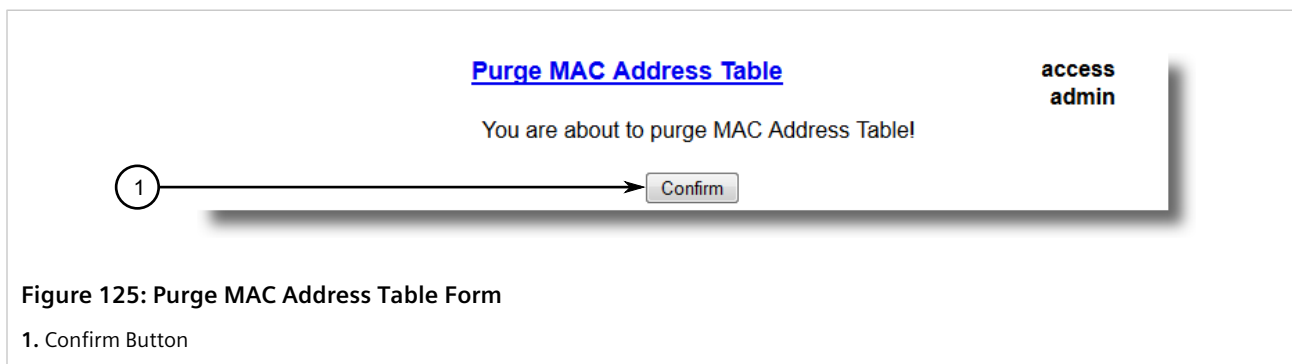 Purge MAC Address Table
access
admin
You are about to purge MAC Address Table!
1
Confirm
Figure 125: Purge MAC Address Table Form
1. Confirm Button